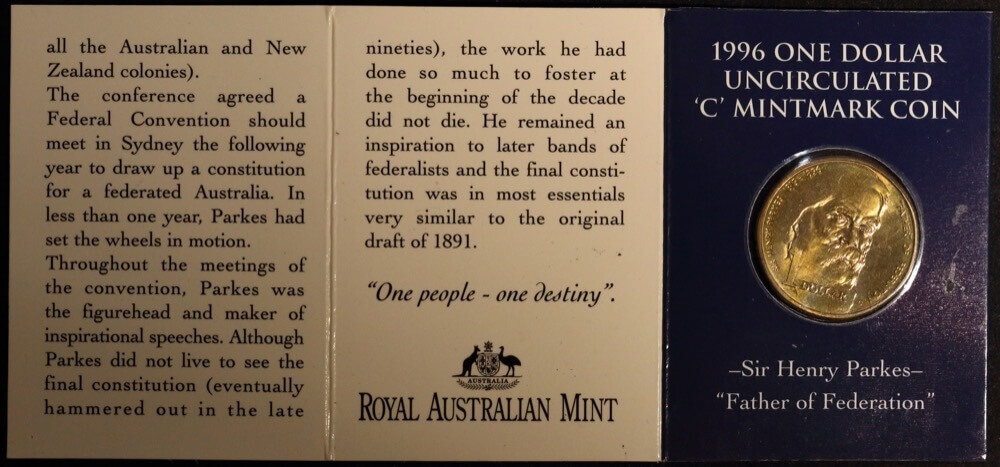 all the Australian and New
Zealand colonies).
The conference agreed a
Federal Convention should
meet in Sydney the following
year to draw up a constitution
for a federated Australia. In
less than one year, Parkes had
set the wheels in motion.
Throughout the meetings of
the convention, Parkes was
the figurehead and maker of
inspirational speeches. Although
Parkes did not live to see the
final constitution (eventually
hammered out in the late
nineties), the work he had
done so much to foster at
the beginning of the decade
did not die. He remained an
inspiration to later bands of
federalists and the final consti-
tution was in most essentials
very similar to the original
draft of 1891.
“One people - one destiny”.
AUSTRALIA
ROYAL AUSTRALIAN MINT
1996 ONE DOLLAR
UNCIRCULATED
‘C’ MINTMARK COIN
DOLLAR
–Sir Henry Parkes–
“Father of Federation”